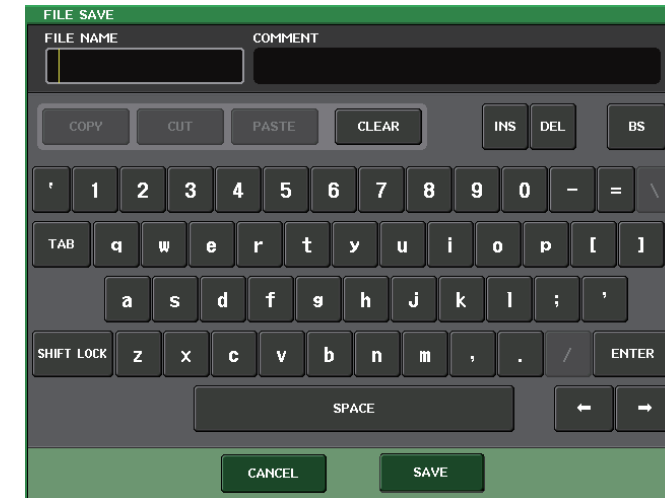 FILE SAVE
FILE NAME COMMENT
COPY CUT PASTE CLEAR INS DEL BS
' 1 2 3 4 5 6 7 8 9 0 - = \
TAB q w e r t y u i o p [ ]
a s d f g h j k l ; '
SHIFT LOCK z x c v b n m , . / ENTER
SPACE ← →
CANCEL SAVE